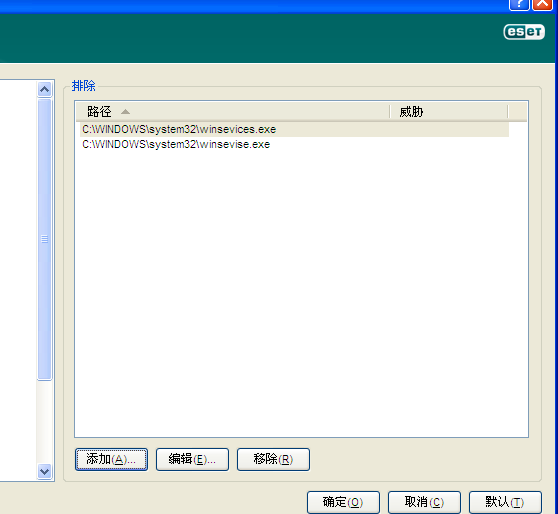 eseT
排除
路径 威胁
C:\WINDOWS\system32\winsevices.exe
C:\WINDOWS\system32\winsevise.exe
添加(A)... 编辑(E)... 移除(R)
确定(O) 取消(C) 默认(T)